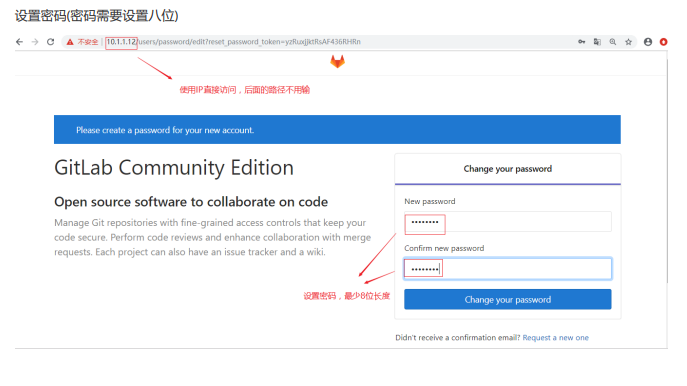 设置密码(密码需要设置八位)
不安全 | 10.1.1.12/users/password/edit?reset_password_token=yzRuxjJktRsAF436RHRn
使用IP直接访问，后面的路径不用输
Please create a password for your new account.
GitLab Community Edition
Change your password
Open source software to collaborate on code
New password
Manage Git repositories with fine-grained access controls that keep your
code secure. Perform code reviews and enhance collaboration with merge
Confirm new password
requests. Each project can also have an issue tracker and a wiki.
设置密码，最少8位长度
Change your password
Didn't receive a confirmation email? Request a new one